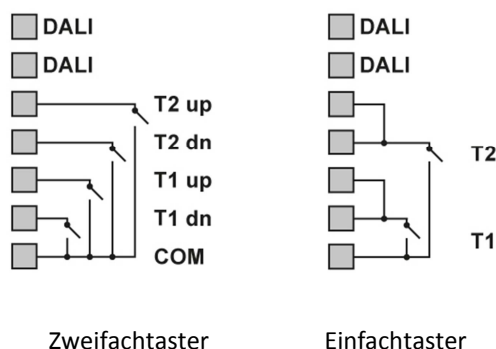 DALI
DALI
T2 up
T2 dn
T1 up
T1 dn
COM
Zweifachtaster
DALI
DALI
T2
T1
Einfachtaster